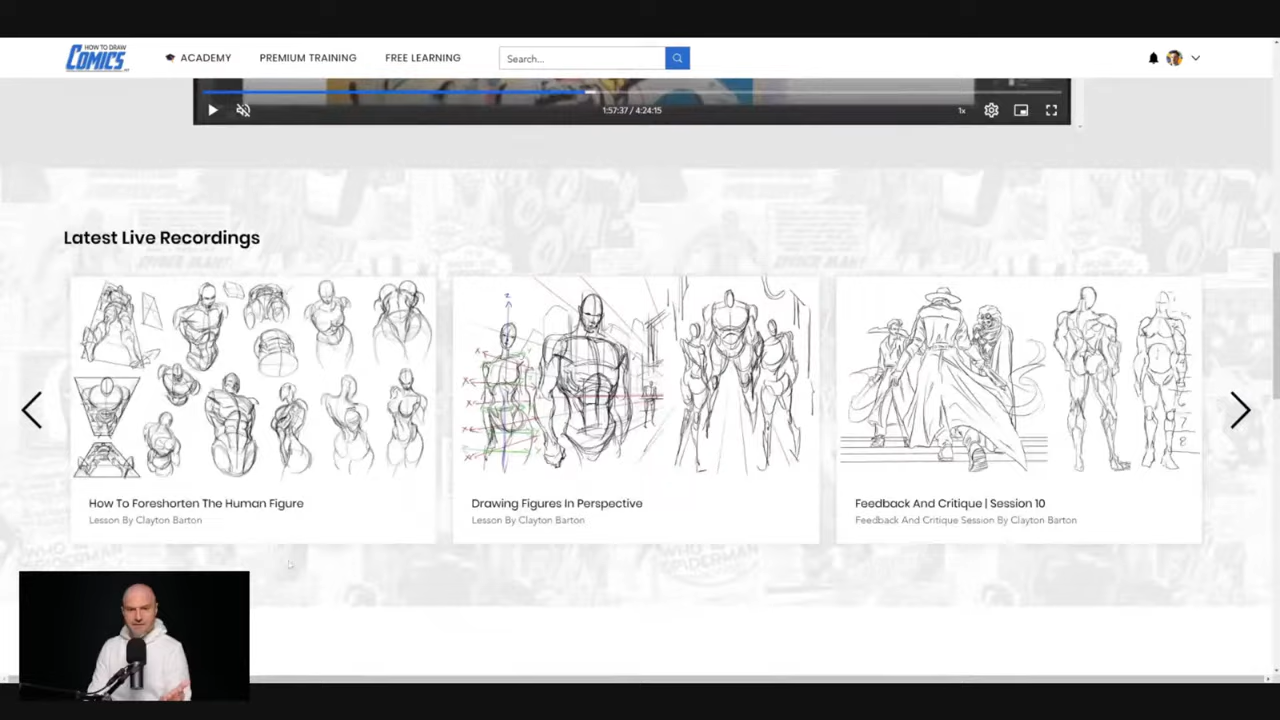 HOW TO DRAW
COMICS
ACADEMY
PREMIUM TRAINING
FREE LEARNING
Search...
1:57:37 / 4:24:15
1x
Latest Live Recordings
How To Foreshorten The Human Figure
Lesson By Clayton Barton
Drawing Figures In Perspective
Lesson By Clayton Barton
Feedback And Critique | Session 10
Feedback And Critique Session By Clayton Barton